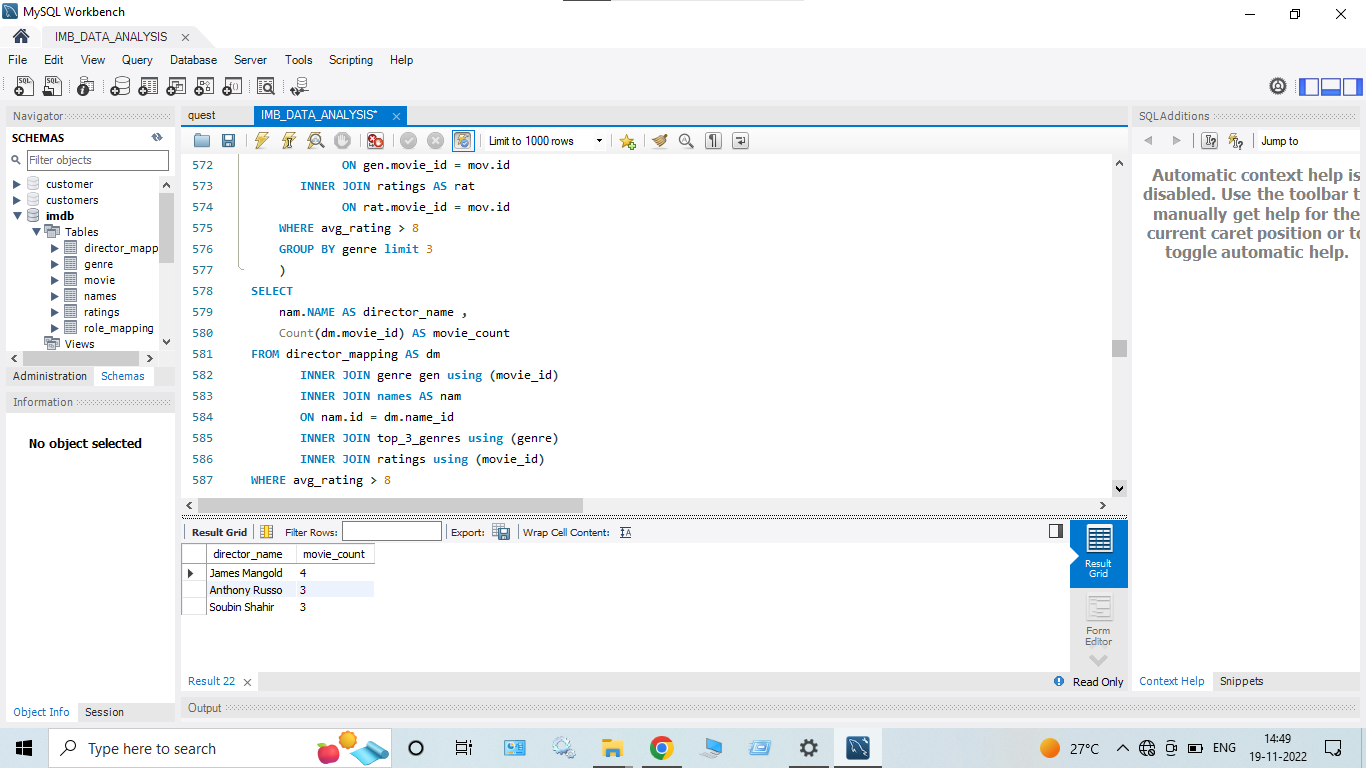 MySQL Workbench
IMB_DATA_ANALYSIS
File Edit View Query Database Server Tools Scripting Help
Navigator
SCHEMAS
Filter objects
customer
customers
imdb
Tables
director_mapp
genre
movie
names
ratings
role_mapping
Views
Administration Schemas
Information
No object selected
Object Info Session
quest IMB_DATA_ANALYSIS*
Limit to 1000 rows
572 ON gen.movie_id = mov.id
573 INNER JOIN ratings AS rat
574 ON rat.movie_id = mov.id
575 WHERE avg_rating > 8
576 GROUP BY genre limit 3
577 )
578 SELECT
579 nam.NAME AS director_name ,
580 Count(dm.movie_id) AS movie_count
581 FROM director_mapping AS dm
582 INNER JOIN genre gen using (movie_id)
583 INNER JOIN names AS nam
584 ON nam.id = dm.name_id
585 INNER JOIN top_3_genres using (genre)
586 INNER JOIN ratings using (movie_id)
587 WHERE avg_rating > 8
Result Grid Filter Rows: Export: Wrap Cell Content:
director_name movie_count
James Mangold 4
Anthony Russo 3
Soubin Shahir 3
Result
Grid
Form
Editor
Result 22
Read Only
Output
SQLAdditions
Jump to
Automatic context help is
disabled. Use the toolbar t
manually get help for the
current caret position or to
toggle automatic help.
Context Help Snippets
Type here to search
27°C
ENG
14:49
19-11-2022